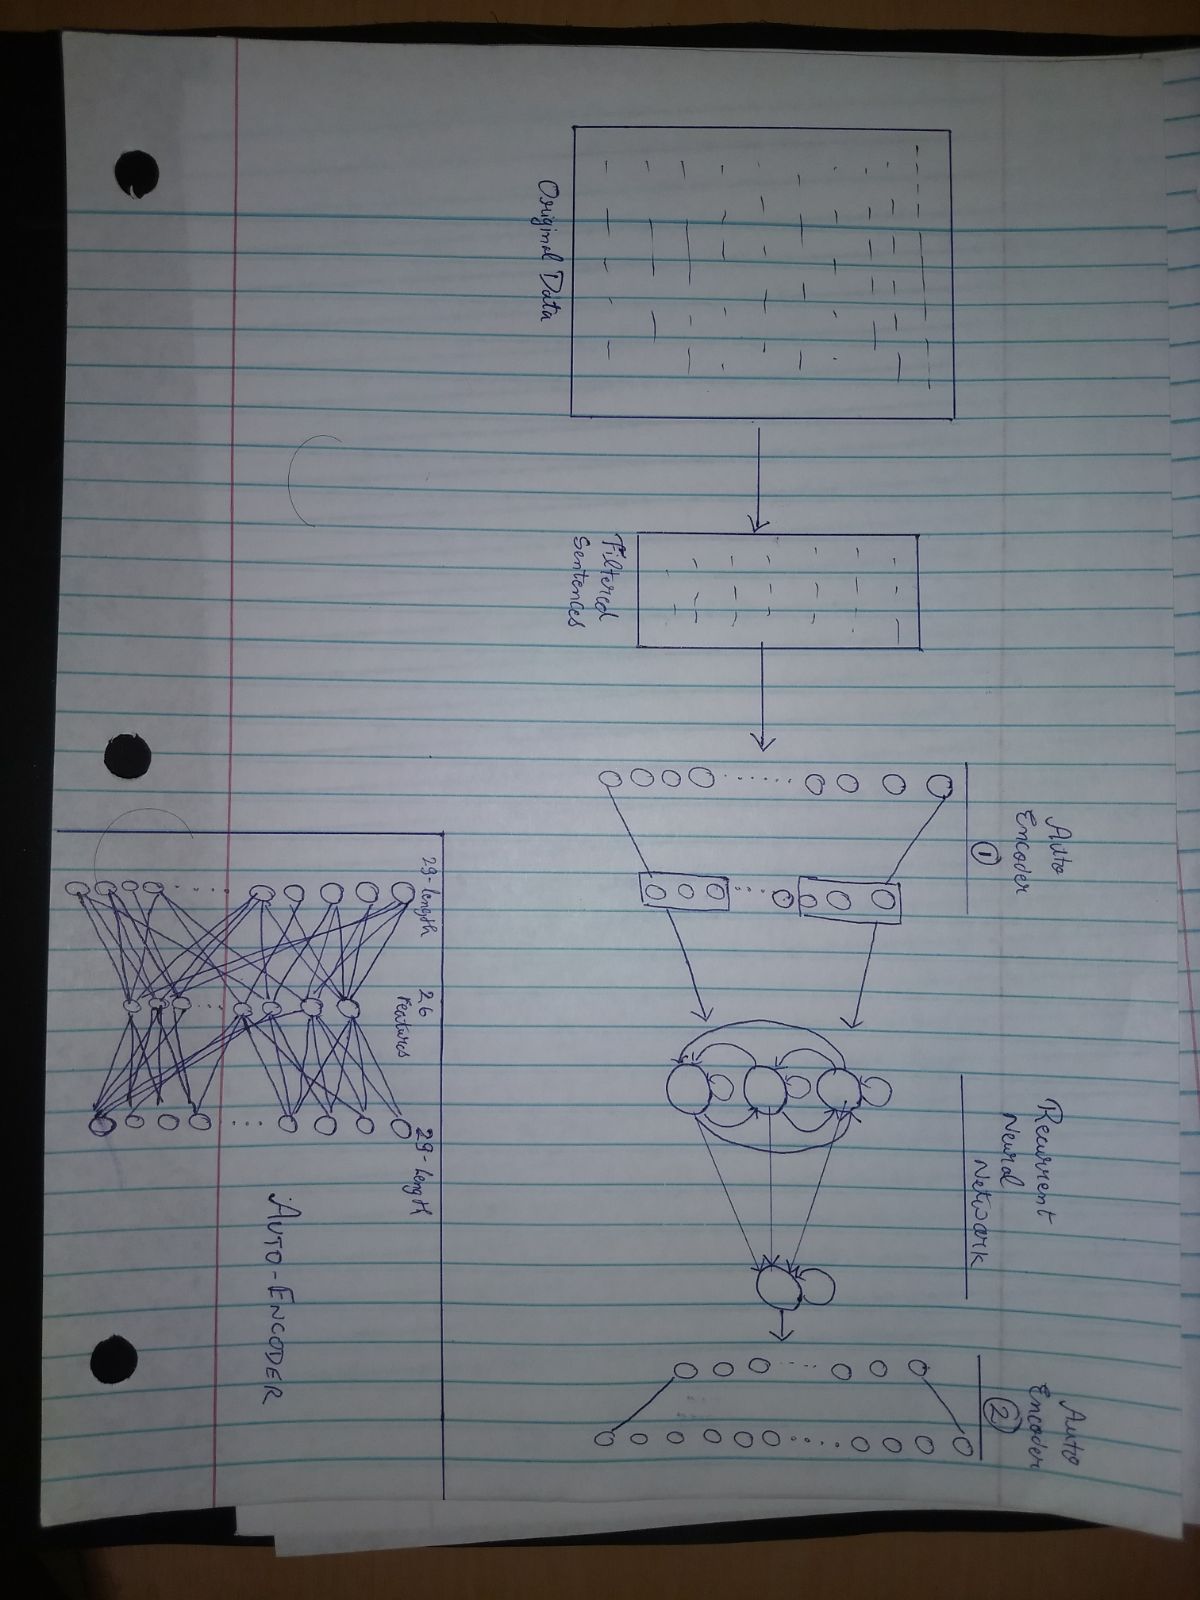 Original Data
Filtered
Sentences
Auto
Encoder
1
Recurrent
Neural
Network
Auto
Encoder
2
29-length
26
Features
29-length
AUTO-ENCODER